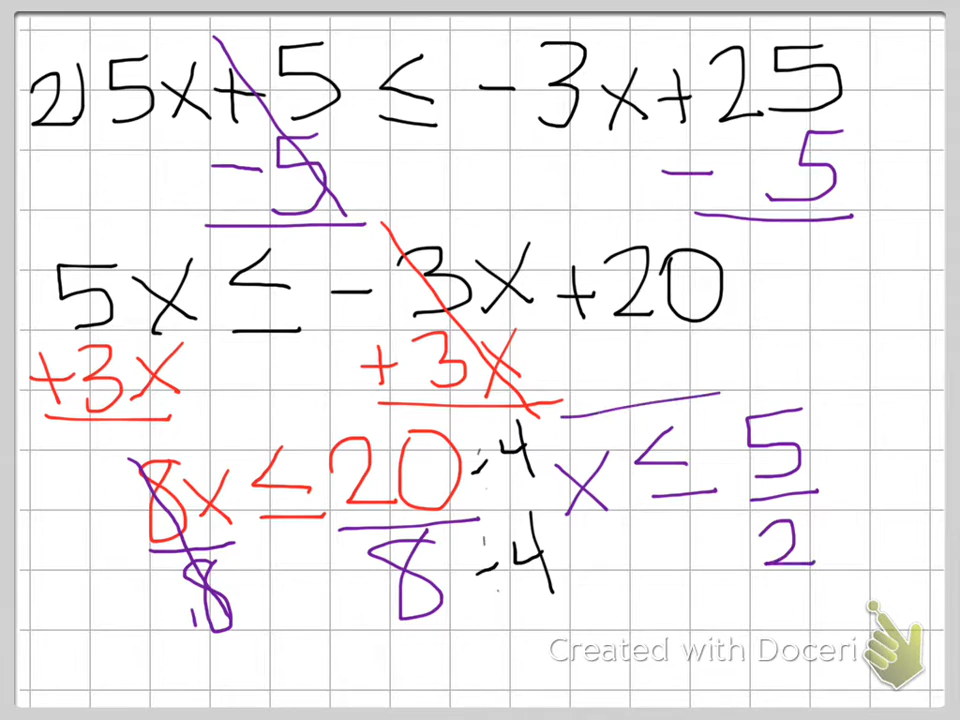 2) 5x + 5 ≤ -3x + 25
- 5 - 5
5x ≤ -3x + 20
+3x +3x
8x ≤ 20 ÷ 4 x ≤ 5
8 8 ÷ 4 2
Created with Doceri